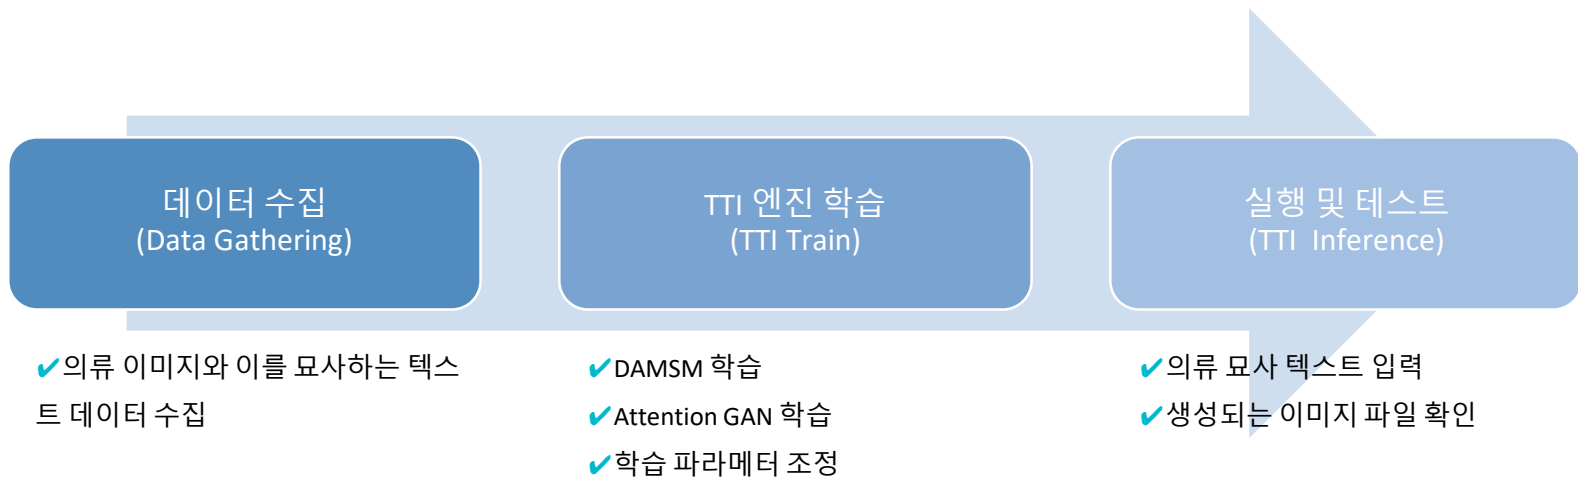 데이터 수집
(Data Gathering)
TTI 엔진 학습
(TTI Train)
실행 및 테스트
(TTI  Inference)
✔의류 이미지와 이를 묘사하는 텍스
트 데이터 수집
✔DAMSM 학습
✔Attention GAN 학습
✔학습 파라메터 조정
✔의류 묘사 텍스트 입력
✔생성되는 이미지 파일 확인